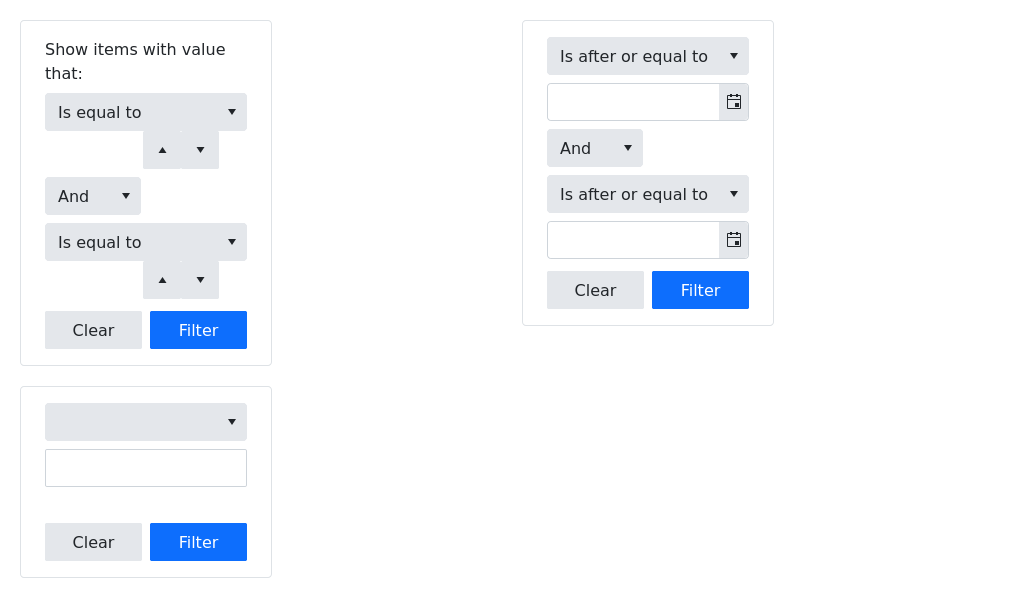 Show items with value
that:
Is equal to
And
Is equal to
Clear
Filter
Clear
Filter
Is after or equal to
And
Is after or equal to
Clear
Filter